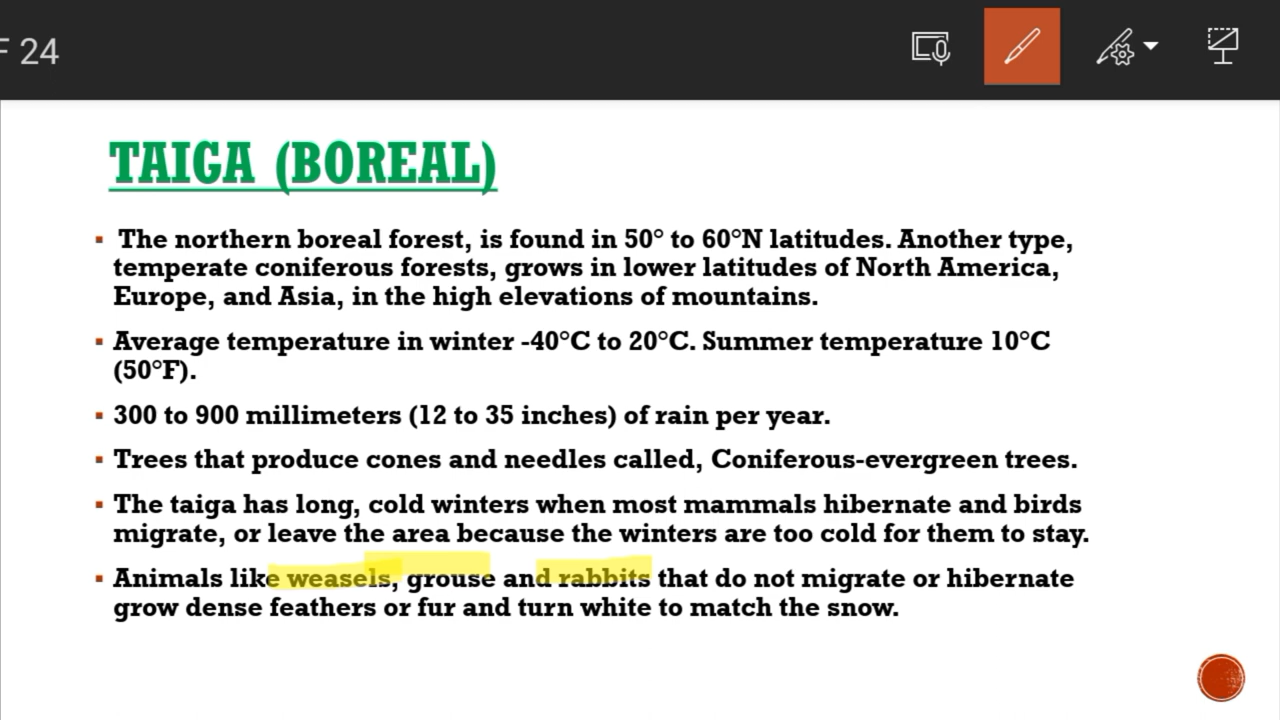 F 24
TAIGA (BOREAL)
▪ The northern boreal forest, is found in 50° to 60°N latitudes. Another type,
temperate coniferous forests, grows in lower latitudes of North America,
Europe, and Asia, in the high elevations of mountains.
▪ Average temperature in winter -40°C to 20°C. Summer temperature 10°C
(50°F).
▪ 300 to 900 millimeters (12 to 35 inches) of rain per year.
▪ Trees that produce cones and needles called, Coniferous-evergreen trees.
▪ The taiga has long, cold winters when most mammals hibernate and birds
migrate, or leave the area because the winters are too cold for them to stay.
▪ Animals like weasels, grouse and rabbits that do not migrate or hibernate
grow dense feathers or fur and turn white to match the snow.